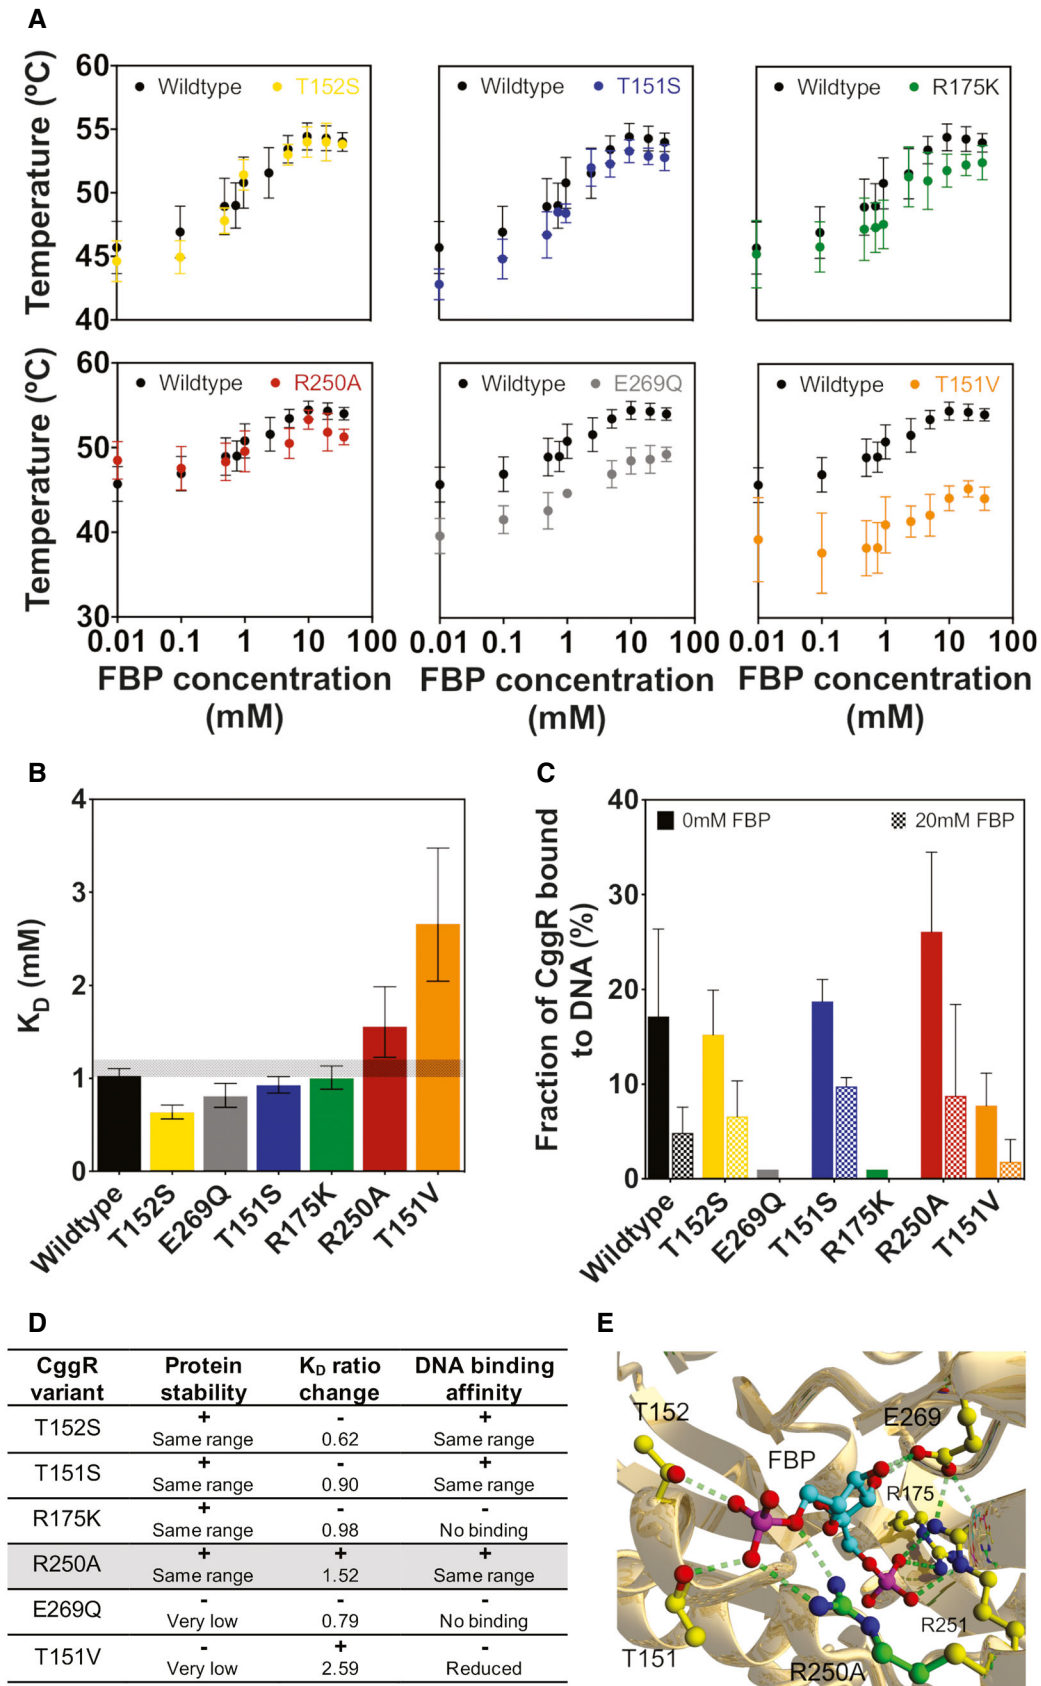 A
Temperature (ºC)
60
55
50
45
40
Wildtype T152S
Wildtype T151S
Wildtype R175K
Temperature (ºC)
60
50
40
30
Wildtype R250A
Wildtype E269Q
Wildtype T151V
0.01 0.1 1 10 100
0.01 0.1 1 10 100
0.01 0.1 1 10 100
FBP concentration
(mM)
FBP concentration
(mM)
FBP concentration
(mM)
B
K_D (mM)
4
3
2
1
0
Wildtype
T152S
E269Q
T151S
R175K
R250A
T151V
C
Fraction of CggR bound
to DNA (%)
40
30
20
10
0
0mM FBP
20mM FBP
Wildtype
T152S
E269Q
T151S
R175K
R250A
T151V
D
CggR variant Protein stability K_D ratio change DNA binding affinity
T152S + - +
Same range 0.62 Same range
T151S + - +
Same range 0.90 Same range
R175K + - -
Same range 0.98 No binding
R250A + + +
Same range 1.52 Same range
E269Q - - -
Very low 0.79 No binding
T151V - + -
Very low 2.59 Reduced
E
T152
E269
FBP
R175
R251
T151
R250A